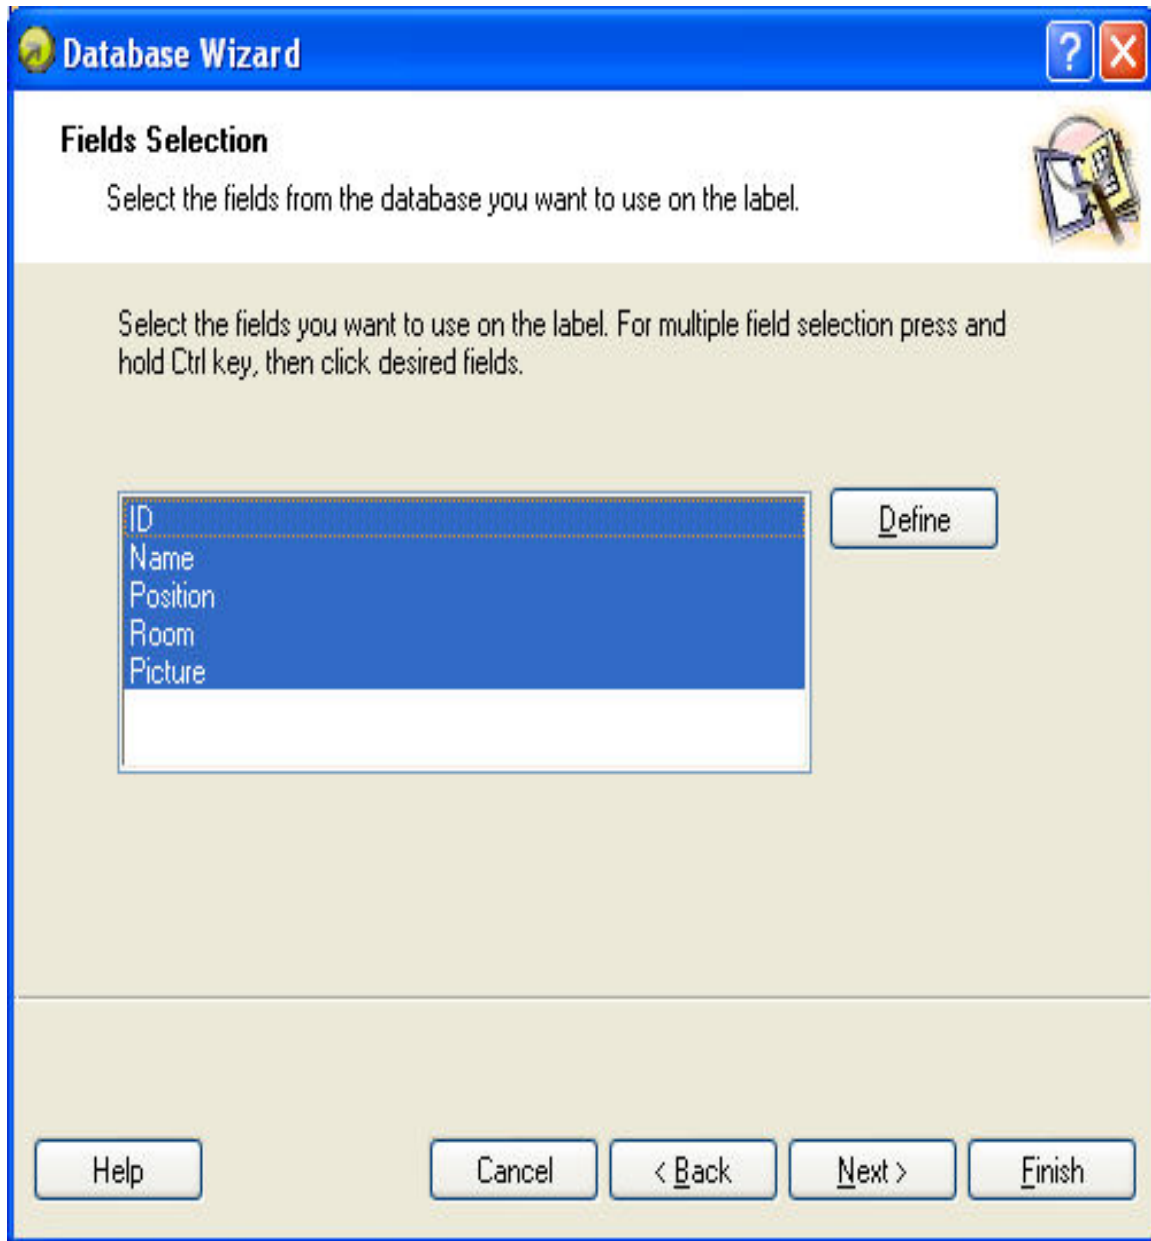 Database Wizard
?
X
Fields Selection
Select the fields from the database you want to use on the label.
Select the fields you want to use on the label. For multiple field selection press and
hold Ctrl key, then click desired fields.
ID
Define
Name
Position
Room
Picture
Help
Cancel
< Back
Next >
Finish